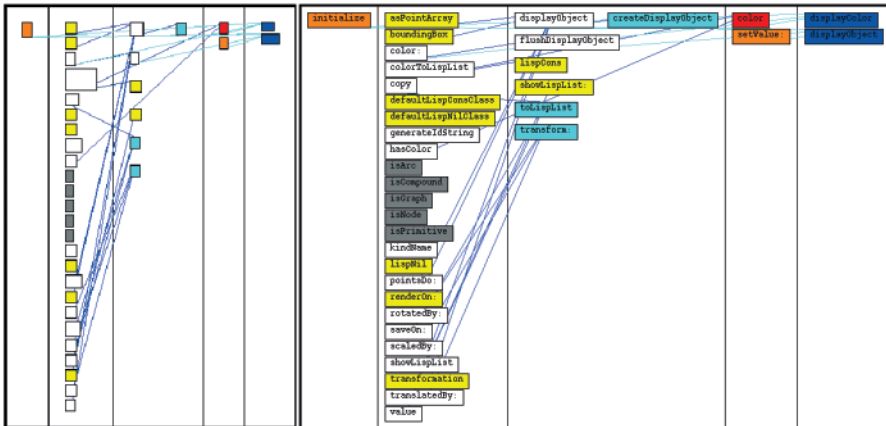 initialize
asPointArray
boundingBox
color:
colorToLispList
copy
defaultLispConsClass
defaultLispNilClass
generateIdString
hasColor
isArc
isCompound
isGraph
isNode
isPrimitive
kindName
lispNil
pointsDo:
renderOn:
rotatedBy:
saveOn:
scaledBy:
showLispList
transformation
translatedBy:
value
displayObject
flushDisplayObject
lispCons
showLispList:
toLispList
transform:
createDisplayObject
color
setValue:
displayColor
displayObject